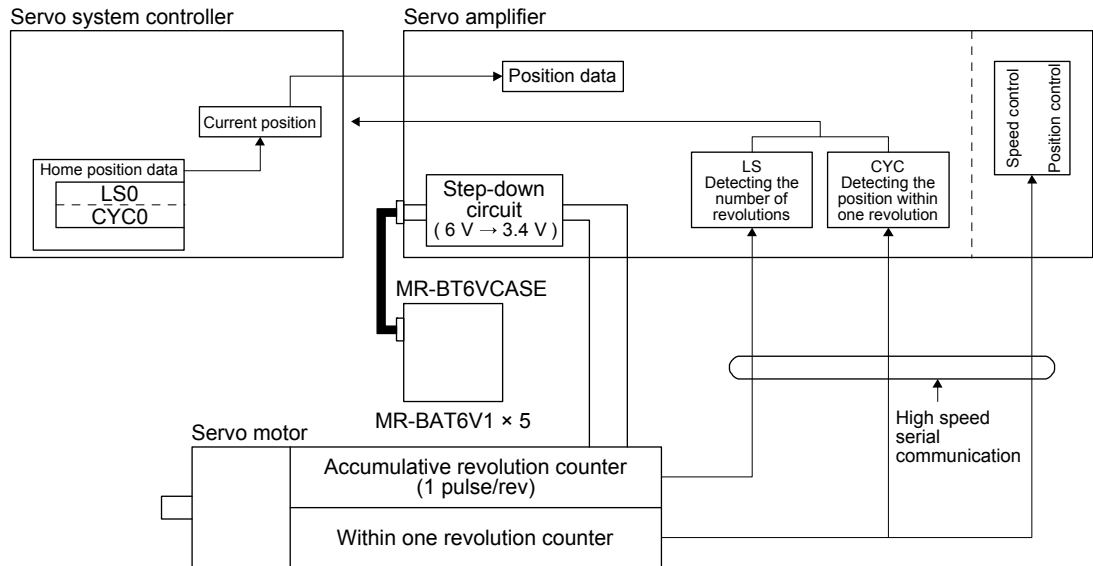 Servo system controller
Servo amplifier
Position data
Current position
Home position data
LS0
CYC0
Step-down
circuit
( 6 V → 3.4 V )
LS
Detecting the
number of
revolutions
CYC
Detecting the
position within
one revolution
Speed control
Position control
MR-BT6VCASE
MR-BAT6V1 × 5
High speed
serial
communication
Servo motor
Accumulative revolution counter
(1 pulse/rev)
Within one revolution counter